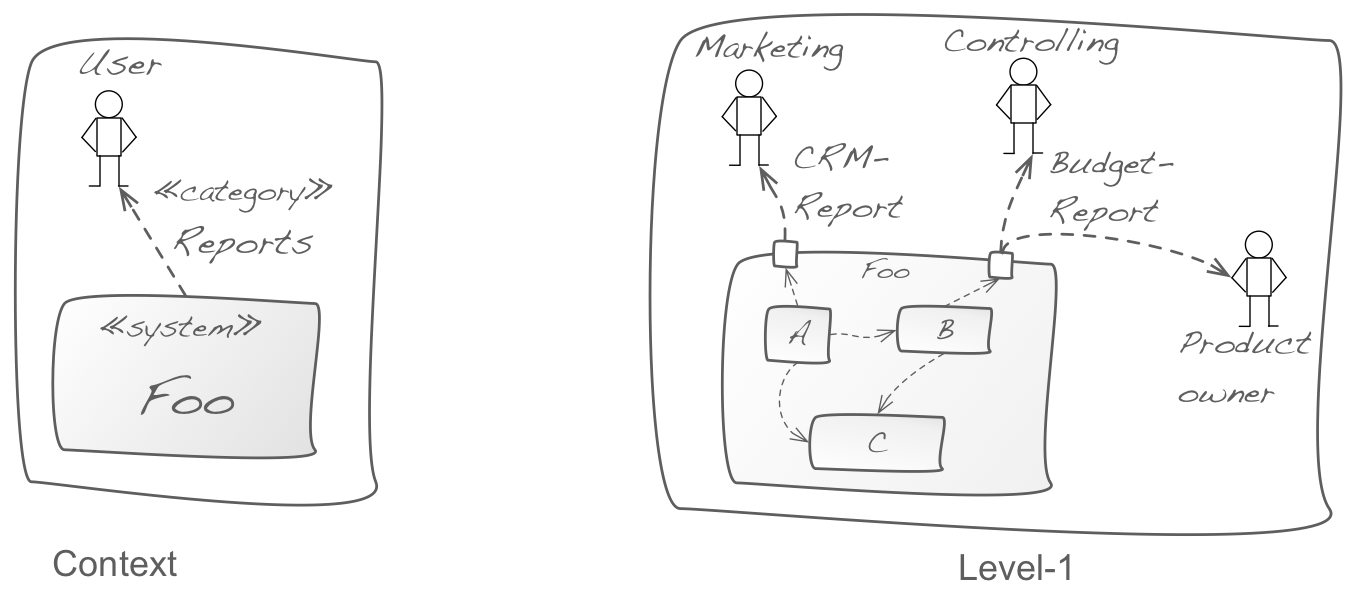 User
«category»
Reports
«system»
Foo
Context
Marketing
Controlling
CRM-
Report
Budget-
Report
Foo
A
B
C
Product
owner
Level-1